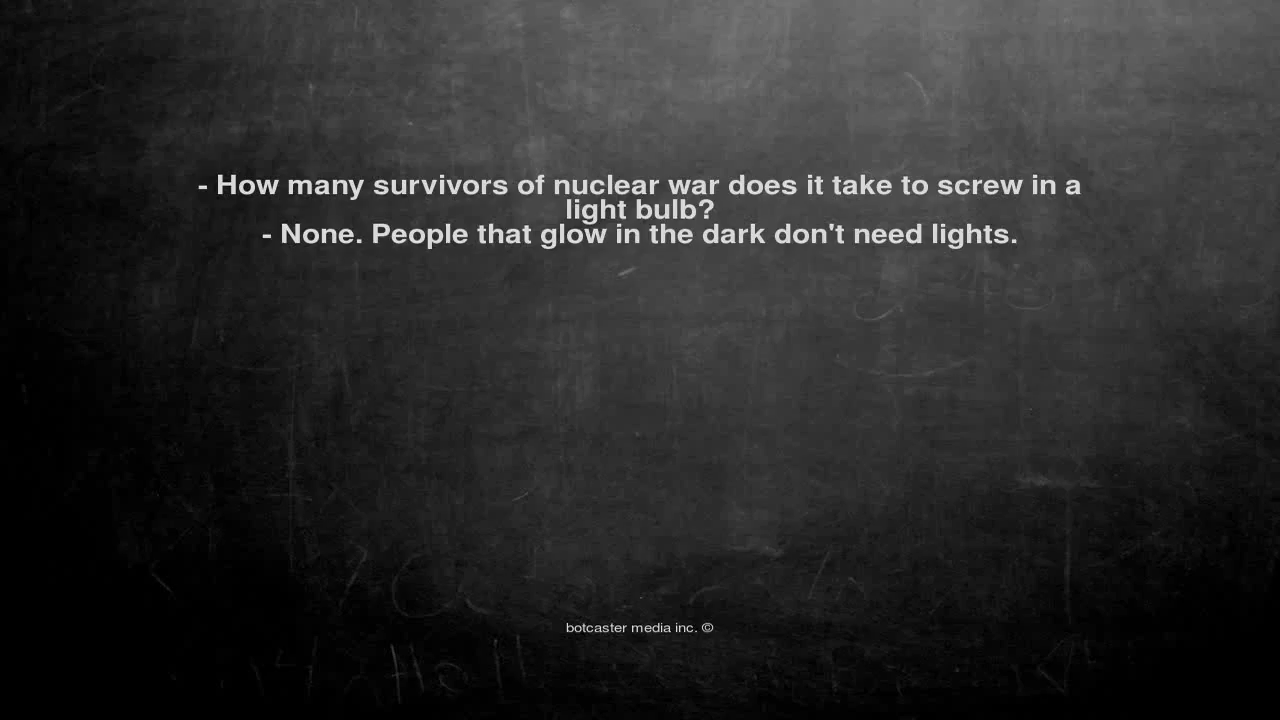 - How many survivors of nuclear war does it take to screw in a
light bulb?
- None. People that glow in the dark don't need lights.
botcaster media inc. ©